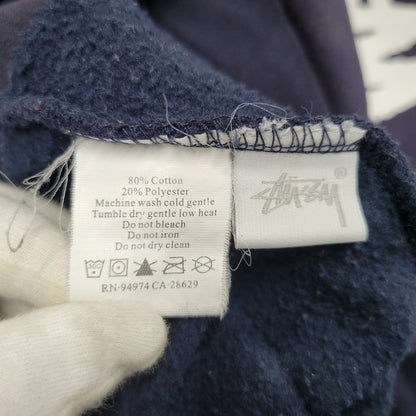 80% Cotton
20% Polyester
Machine wash cold gentle
Tumble dry gentle low heat
Do not bleach
Do not iron
Do not dry clean
RN-94974 CA-28629
Stüssy ®